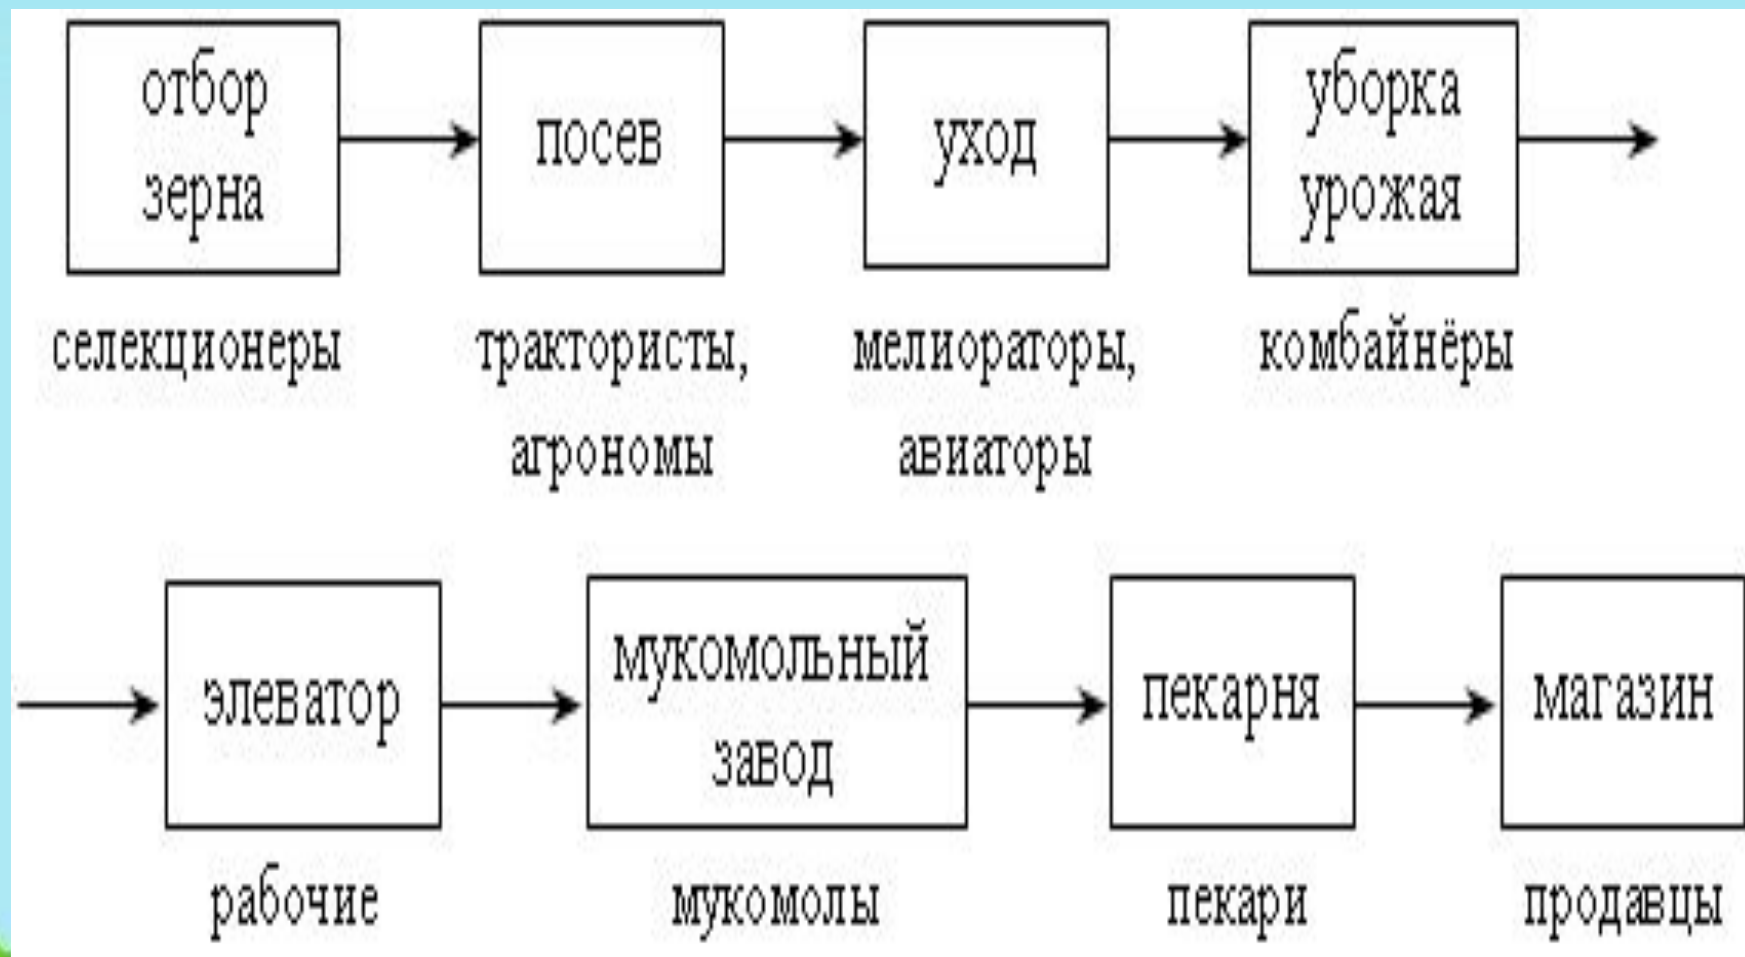 отбор
зерна
посев
уход
уборка
урожая
селекционеры
трактористы,
агрономы
мелиораторы,
авиаторы
комбайнёры
элеватор
мукомольный
завод
пекарня
магазин
рабочие
мукомолы
пекари
продавцы